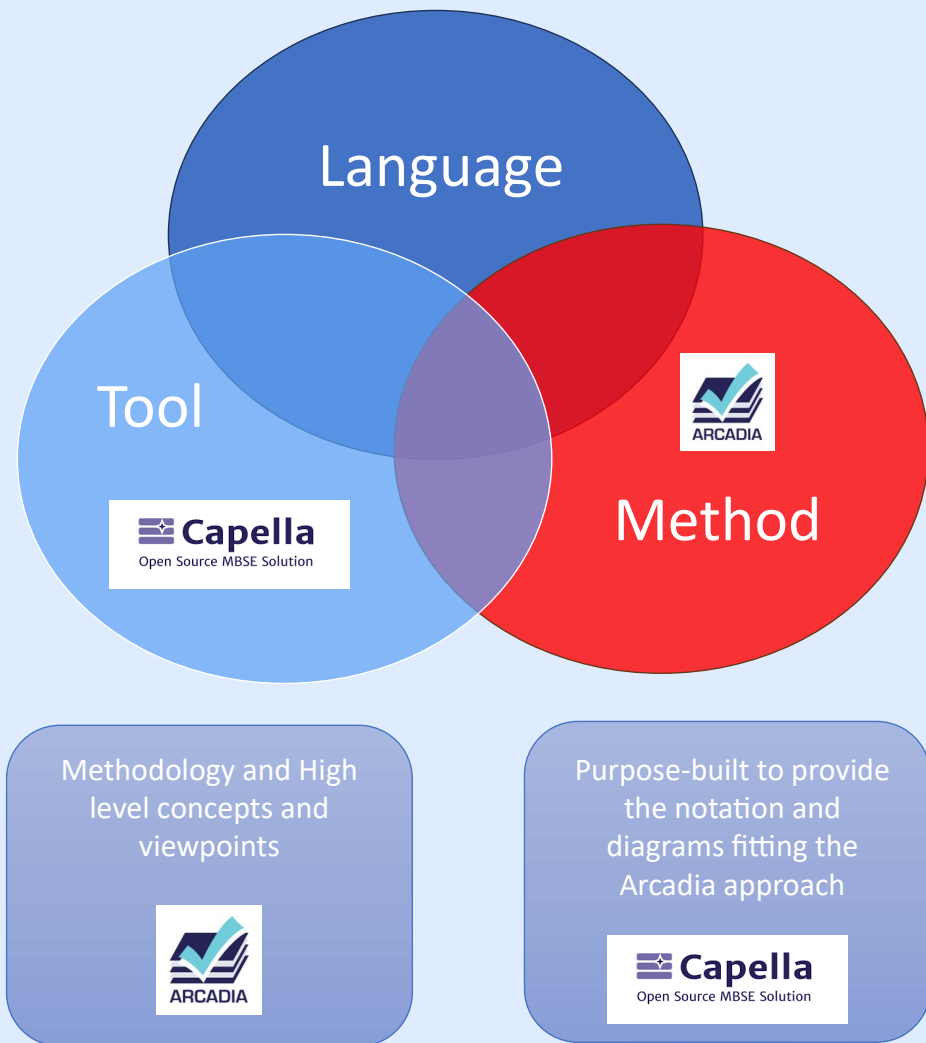 Language
Tool
ARCADIA
Method
Capella
Open Source MBSE Solution
Methodology and High
level concepts and
viewpoints
ARCADIA
Purpose-built to provide
the notation and
diagrams fitting the
Arcadia approach
Capella
Open Source MBSE Solution